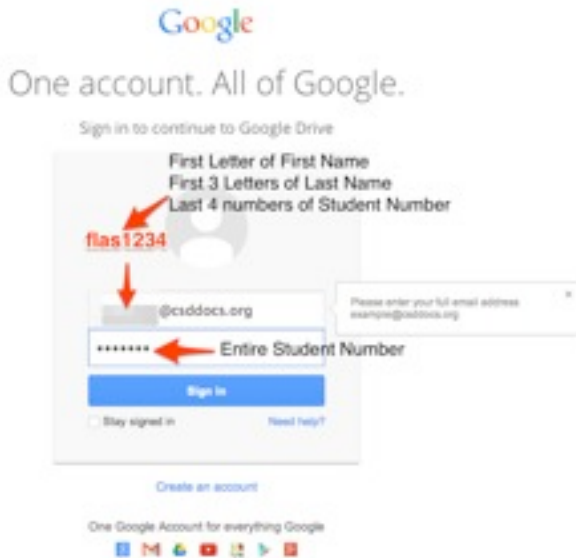 Google
One account. All of Google.
Sign in to continue to Google Drive
First Letter of First Name
First 3 Letters of Last Name
Last 4 numbers of Student Number
flas1234
@csddocs.org
Please enter your full email address
example@csddocs.org
•••••••
Entire Student Number
Sign in
Stay signed in
Need help?
Create an account
One Google Account for everything Google